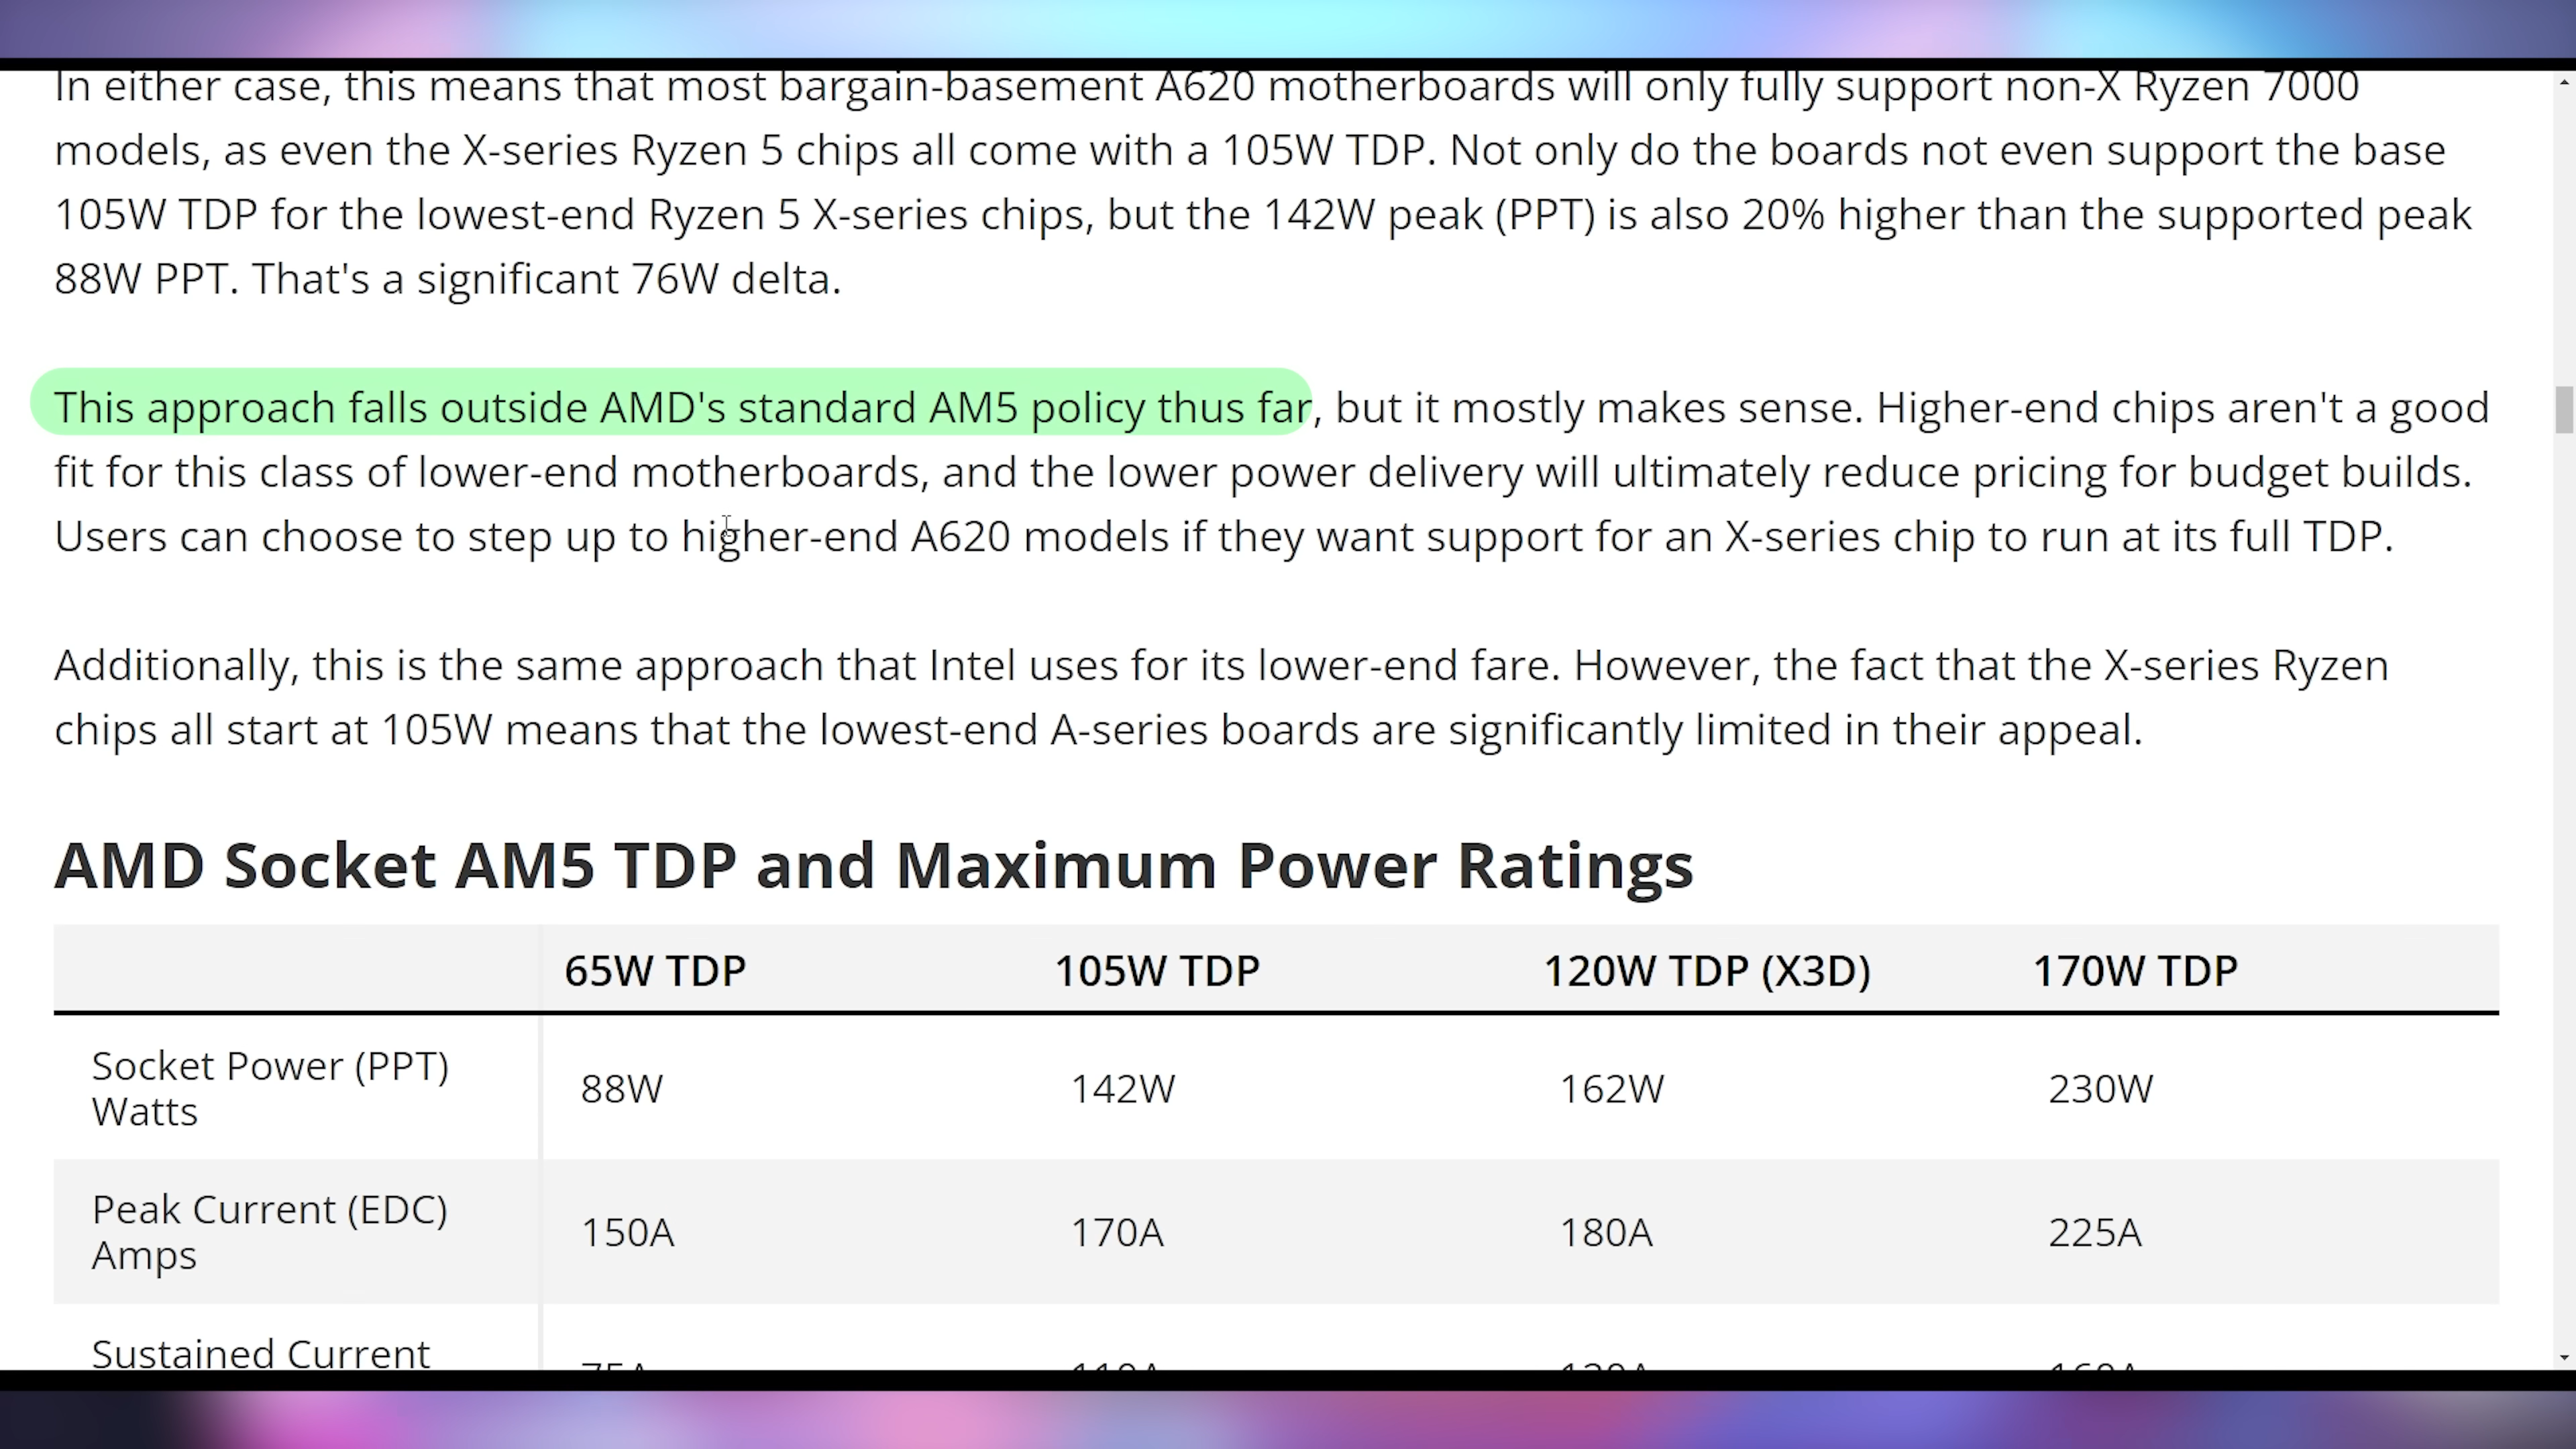 In either case, this means that most bargain-basement A620 motherboards will only fully support non-X Ryzen 7000
models, as even the X-series Ryzen 5 chips all come with a 105W TDP. Not only do the boards not even support the base
105W TDP for the lowest-end Ryzen 5 X-series chips, but the 142W peak (PPT) is also 20% higher than the supported peak
88W PPT. That's a significant 76W delta.
This approach falls outside AMD's standard AM5 policy thus far, but it mostly makes sense. Higher-end chips aren't a good
fit for this class of lower-end motherboards, and the lower power delivery will ultimately reduce pricing for budget builds.
Users can choose to step up to higher-end A620 models if they want support for an X-series chip to run at its full TDP.
Additionally, this is the same approach that Intel uses for its lower-end fare. However, the fact that the X-series Ryzen
chips all start at 105W means that the lowest-end A-series boards are significantly limited in their appeal.
AMD Socket AM5 TDP and Maximum Power Ratings
65W TDP 105W TDP 120W TDP (X3D) 170W TDP
Socket Power (PPT)
Watts 88W 142W 162W 230W
Peak Current (EDC)
Amps 150A 170A 180A 225A
Sustained Current